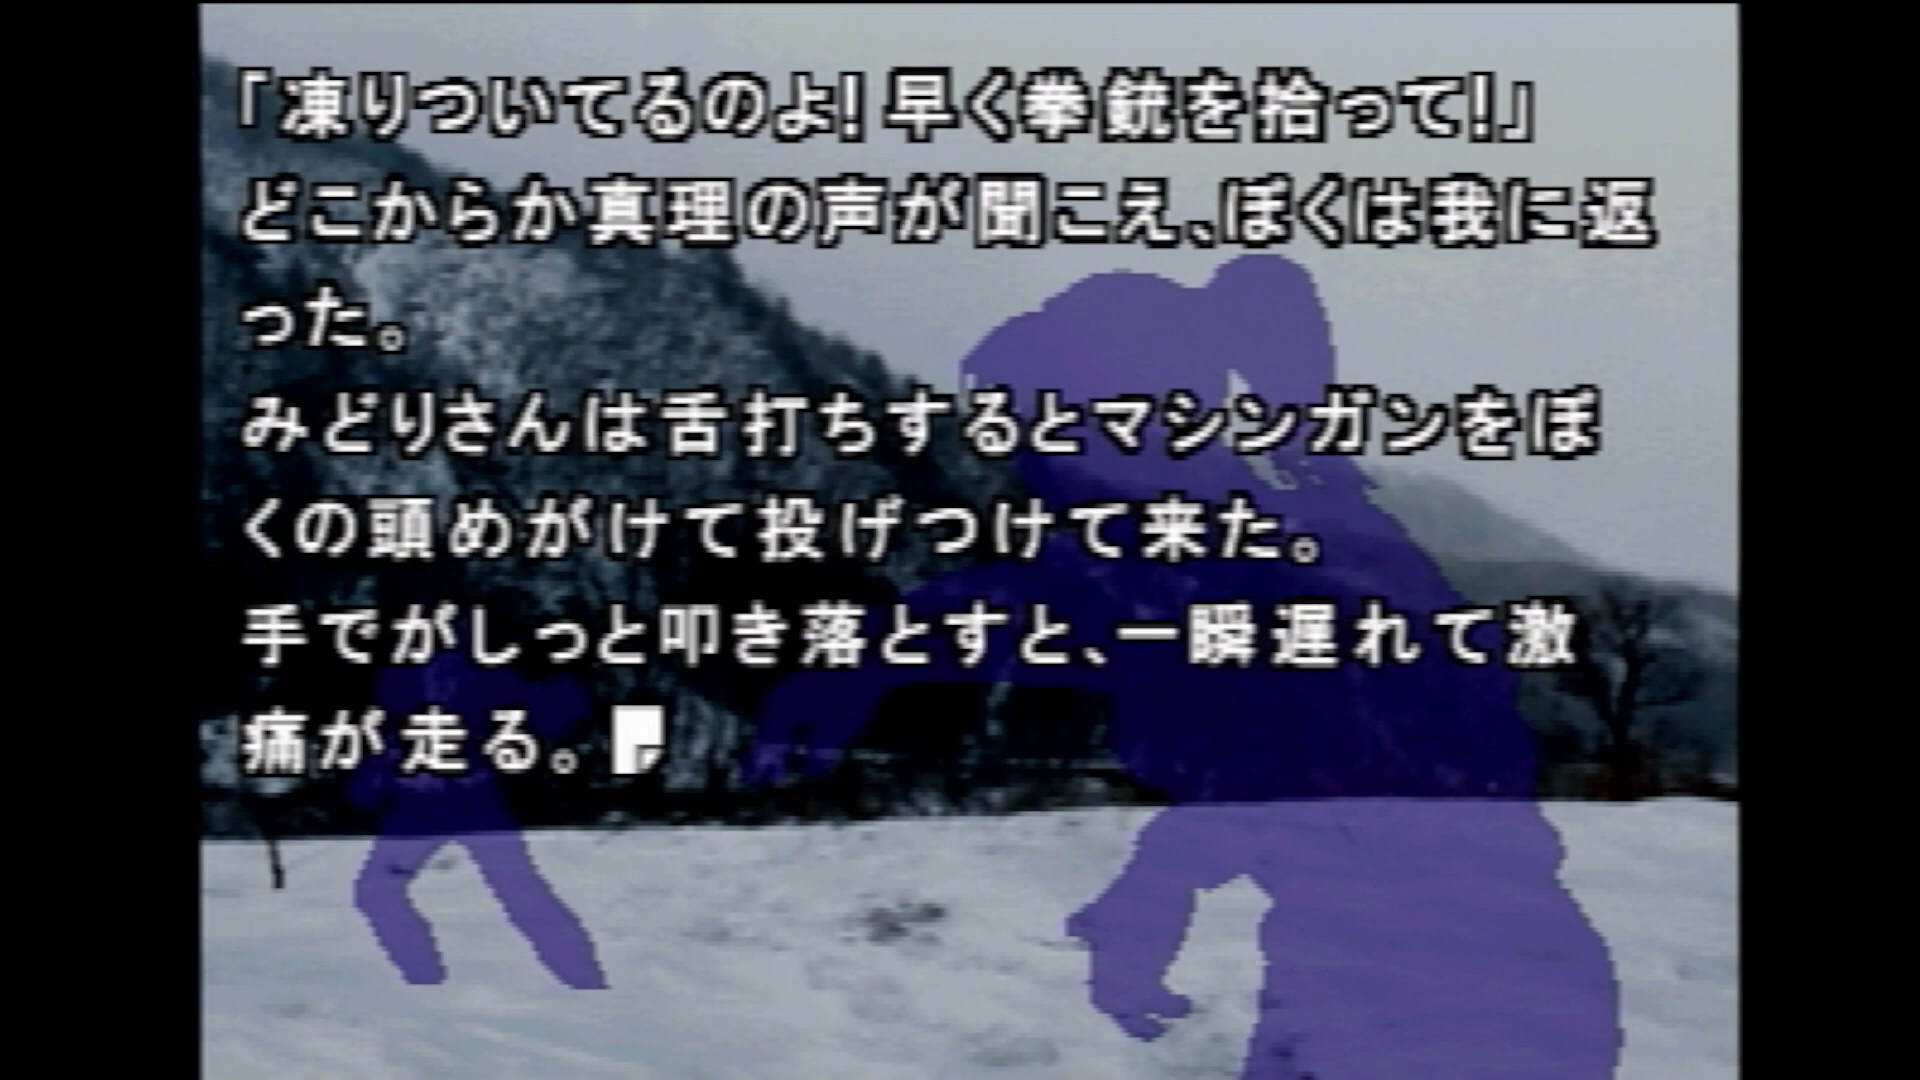 「凍りついてるのよ！早く拳銃を拾って！」
どこからか真理の声が聞こえ、ぼくは我に返
った。
みどりさんは舌打ちするとマシンガンをぼ
くの頭めがけて投げつけて来た。
手でがしっと叩き落とすと、一瞬遅れて激
痛が走る。